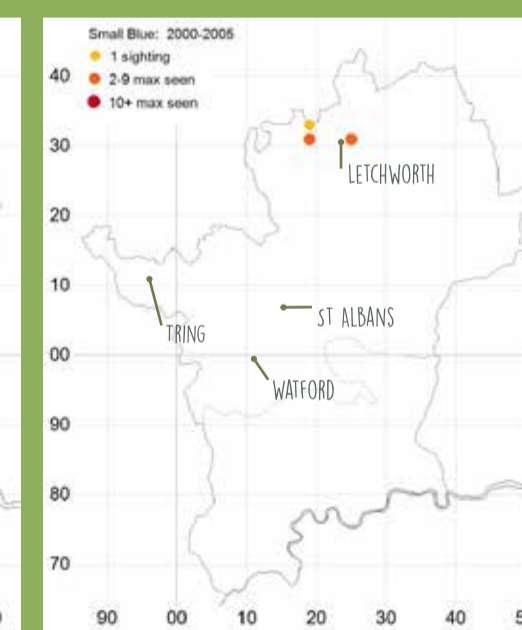 Small Blue: 2000-2005
1 sighting
2-9 max seen
10+ max seen
40
30
LETCHWORTH
20
10
ST ALBANS
TRING
00
WATFORD
90
80
70
90 00 10 20 30 40